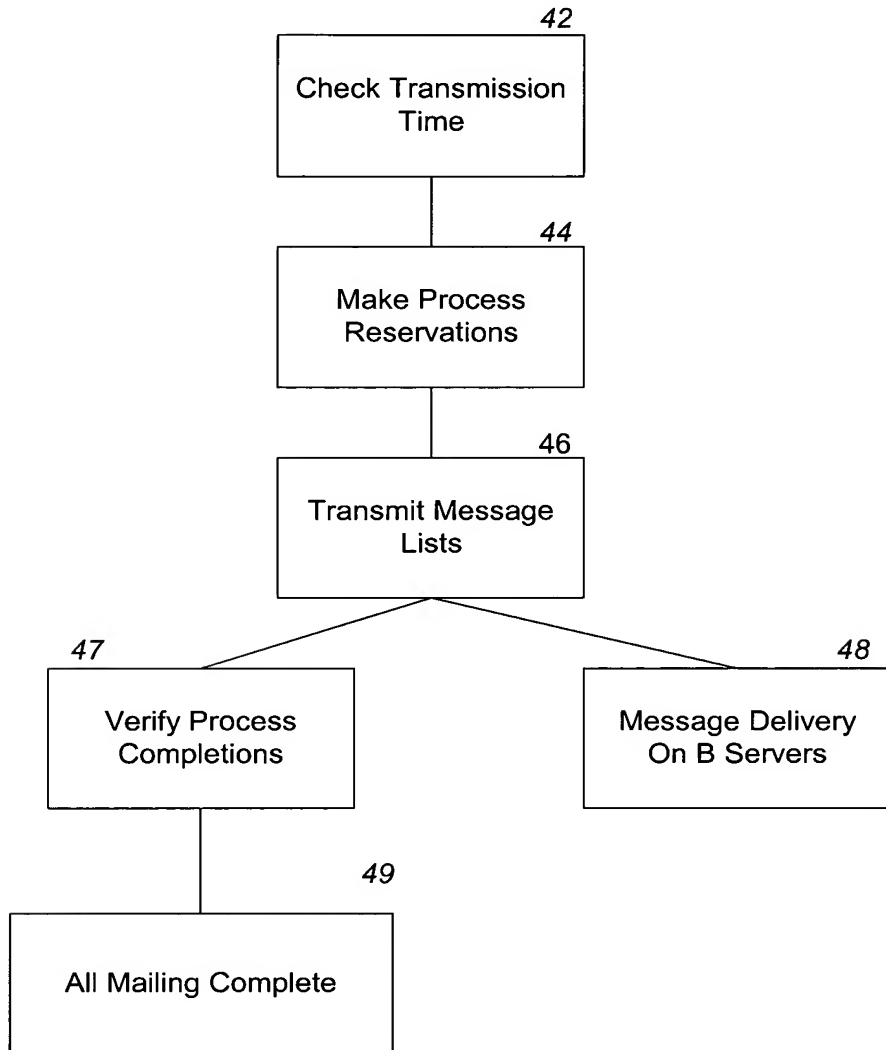 42
Check Transmission
Time
44
Make Process
Reservations
46
Transmit Message
Lists
47
Verify Process
Completions
48
Message Delivery
On B Servers
49
All Mailing Complete